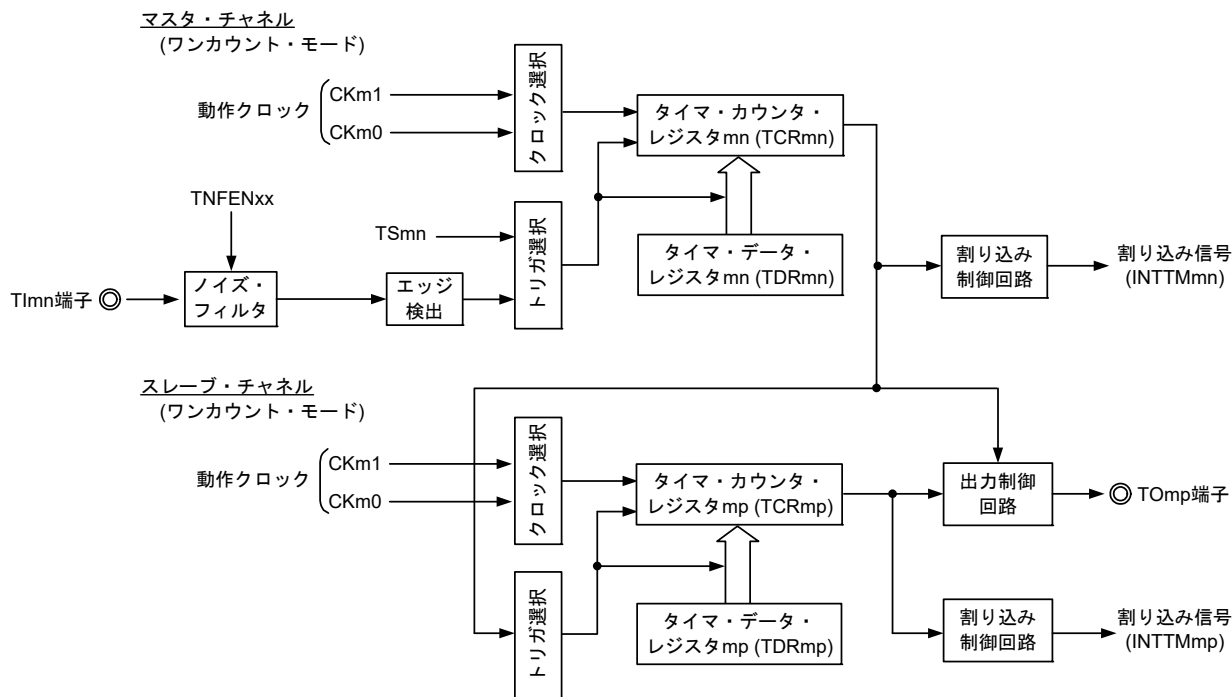 マスタ・チャネル
(ワンカウント・モード)
動作クロック
CKm1
CKm0
クロック選択
タイマ・カウンタ・
レジスタmn (TCRmn)
TNFENxx
TSmn
トリガ選択
タイマ・データ・
レジスタmn (TDRmn)
割り込み
制御回路
割り込み信号
(INTTMmn)
TImn端子
ノイズ・
フィルタ
エッジ
検出
スレーブ・チャネル
(ワンカウント・モード)
動作クロック
CKm1
CKm0
クロック選択
タイマ・カウンタ・
レジスタmp (TCRmp)
出力制御
回路
TOmp端子
トリガ選択
タイマ・データ・
レジスタmp (TDRmp)
割り込み
制御回路
割り込み信号
(INTTMmp)